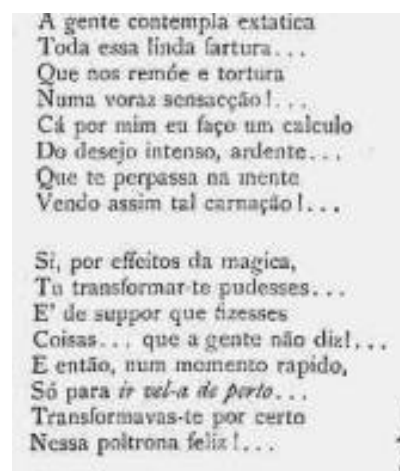 A gente contempla extatica
Toda essa linda fartura...
Que nos remóe e tortura
Numa voraz sensacção!...
Cá por mim eu faço um calculo
Do desejo intenso, ardente...
Que te perpassa na mente
Vendo assim tal carnação!...
Si, por effeitos da magica,
Tu transformar-te pudesses...
E' de suppor que fizesses
Coisas... que a gente não diz!...
E então, num momento rapido,
Só para ir vel-a de perto...
Transformavas-te por certo
Nessa poltrona feliz!...